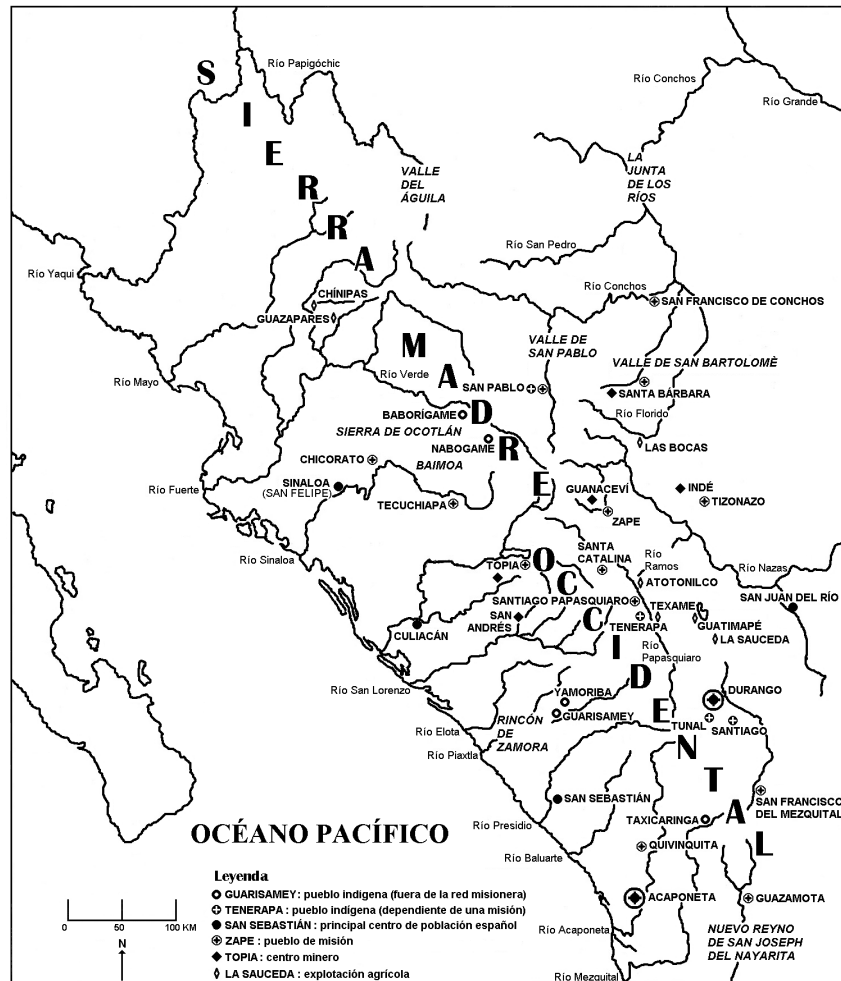 Río Papigóchic
Río Conchos
Río Grande
SIERRA
VALLE
DEL
ÁGUILA
LA
JUNTA
DE LOS
RÍOS
Río San Pedro
Río Yaqui
Río Conchos
CHÍNIPAS
SAN FRANCISCO DE CONCHOS
GUAZAPARES
VALLE DE
SAN PABLO
MADRE
VALLE DE SAN BARTOLOMÈ
Río Mayo
Río Verde
SAN PABLO
SANTA BÁRBARA
BABORÍGAME
Río Florido
SIERRA DE OCOTLÁN
NABOGAME
LAS BOCAS
CHICORATO
BAIMOA
SINALOA
(SAN FELIPE)
Río Fuerte
GUANACEVÍ
INDÉ
TIZONAZO
TECUCHIAPA
ZAPE
SANTA
CATALINA
Río
Ramos
Río Sinaloa
TOPIA
OCCIDENTAL
ATOTONILCO
Río Nazas
SANTIAGO PAPASQUIARO
TEXAME
SAN JUAN DEL RÍO
SAN
ANDRÉS
TENERAPA
GUATIMAPÉ
CULIACÁN
LA SAUCEDA
Río
Papasquiaro
Río San Lorenzo
YAMORIBA
DURANGO
GUARISAMEY
RINCÓN
DE
ZAMORA
TUNAL
SANTIAGO
Río Elota
Río Piaxtla
SAN SEBASTIÁN
SAN FRANCISCO
DEL MEZQUITAL
Río Presidio
TAXICARINGA
OCÉANO PACÍFICO
QUIVINQUITA
Río Baluarte
ACAPONETA
GUAZAMOTA
Río Acaponeta
NUEVO REYNO
DE SAN JOSEPH
DEL NAYARITA
Río Mezquital
Leyenda
GUARISAMEY : pueblo indígena (fuera de la red misionera)
TENERAPA : pueblo indígena (dependiente de una misión)
SAN SEBASTIÁN : principal centro de población español
ZAPE : pueblo de misión
TOPIA : centro minero
LA SAUCEDA : explotación agrícola
0 50 100 KM
N